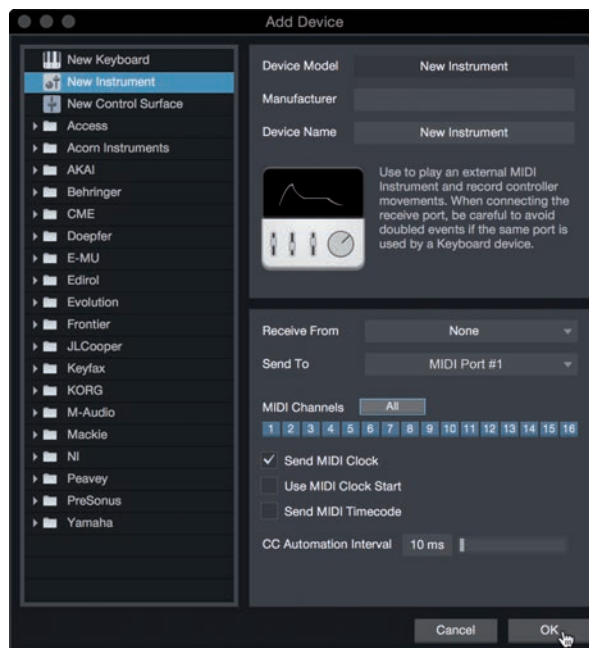 Add Device
New Keyboard
New Instrument
New Control Surface
Access
Acorn Instruments
AKAI
Behringer
CME
Doepfer
E-MU
Edirol
Evolution
Frontier
JLCooper
Keyfax
KORG
M-Audio
Mackie
NI
Peavey
PreSonus
Yamaha
Device Model New Instrument
Manufacturer
Device Name New Instrument
Use to play an external MIDI
Instrument and record controller
movements. When connecting the
receive port, be careful to avoid
doubled events if the same port is
used by a Keyboard device.
Receive From None
Send To MIDI Port #1
MIDI Channels All
1 2 3 4 5 6 7 8 9 10 11 12 13 14 15 16
Send MIDI Clock
Use MIDI Clock Start
Send MIDI Timecode
CC Automation Interval 10 ms
Cancel OK